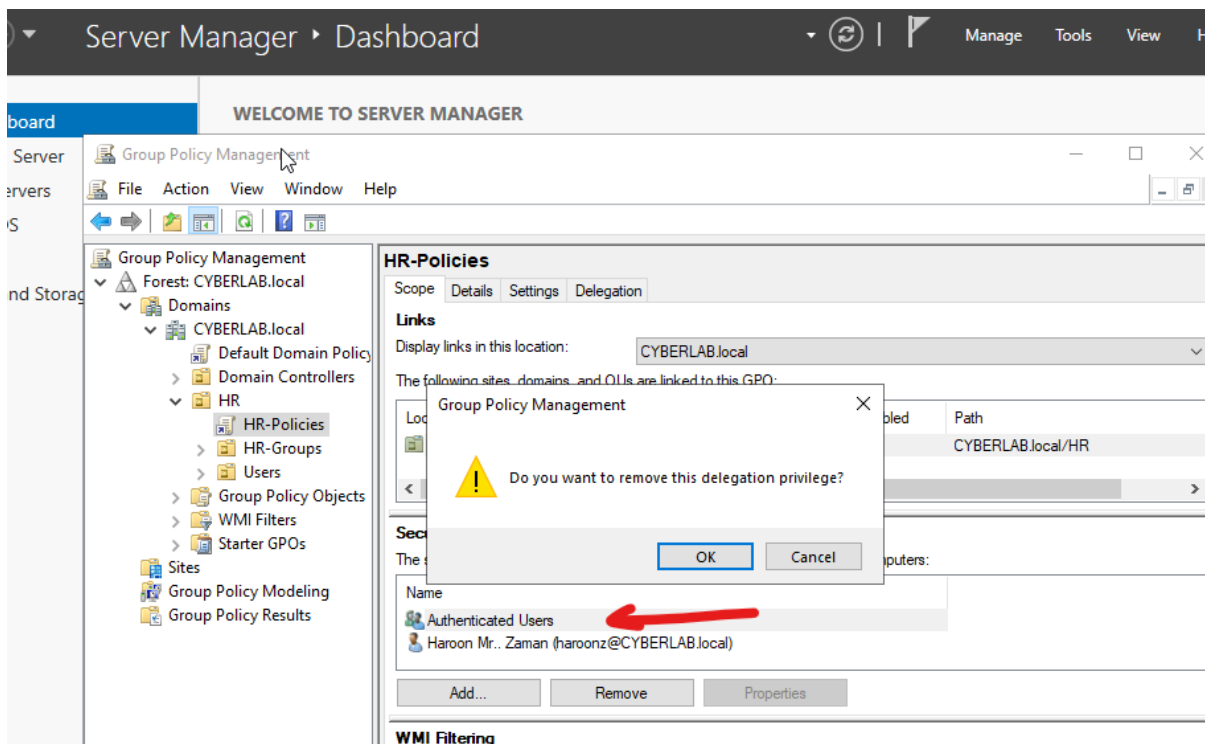 Server Manager ‣ Dashboard
Manage Tools View
board
WELCOME TO SERVER MANAGER
Server
Group Policy Management
File Action View Window Help
Group Policy Management
Forest: CYBERLAB.local
Domains
CYBERLAB.local
Default Domain Policy
Domain Controllers
HR
HR-Policies
HR-Groups
Users
Group Policy Objects
WMI Filters
Starter GPOs
Sites
Group Policy Modeling
Group Policy Results
nd Storag
HR-Policies
Scope Details Settings Delegation
Links
Display links in this location: CYBERLAB.local
The following sites, domains, and OUs are linked to this GPO:
Path
CYBERLAB.local/HR
Group Policy Management
Do you want to remove this delegation privilege?
OK Cancel
The
Name
Authenticated Users
Haroon Mr.. Zaman (haroonz@CYBERLAB.local)
Add... Remove Properties
WMI Filtering